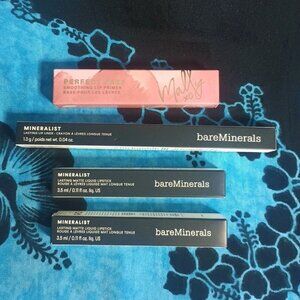 PERFECT
SMOOTHING LIP PRIMER
BASE POUR LES LÈVRES
Mally
XO
MINERALIST
LASTING LIP LINER • CRAYON À LÈVRES LONGUE TENUE
1.3 g / poids net wt. 0.04 oz.
bareMinerals
MINERALIST
LASTING MATTE LIQUID LIPSTICK
ROUGE À LÈVRES LIQUIDE MAT LONGUE TENUE
3.5 ml / 0.11 fl. oz. liq. US
bareMinerals
MINERALIST
LASTING MATTE LIQUID LIPSTICK
ROUGE À LÈVRES LIQUIDE MAT LONGUE TENUE
3.5 ml / 0.11 fl. oz. liq. US
bareMinerals